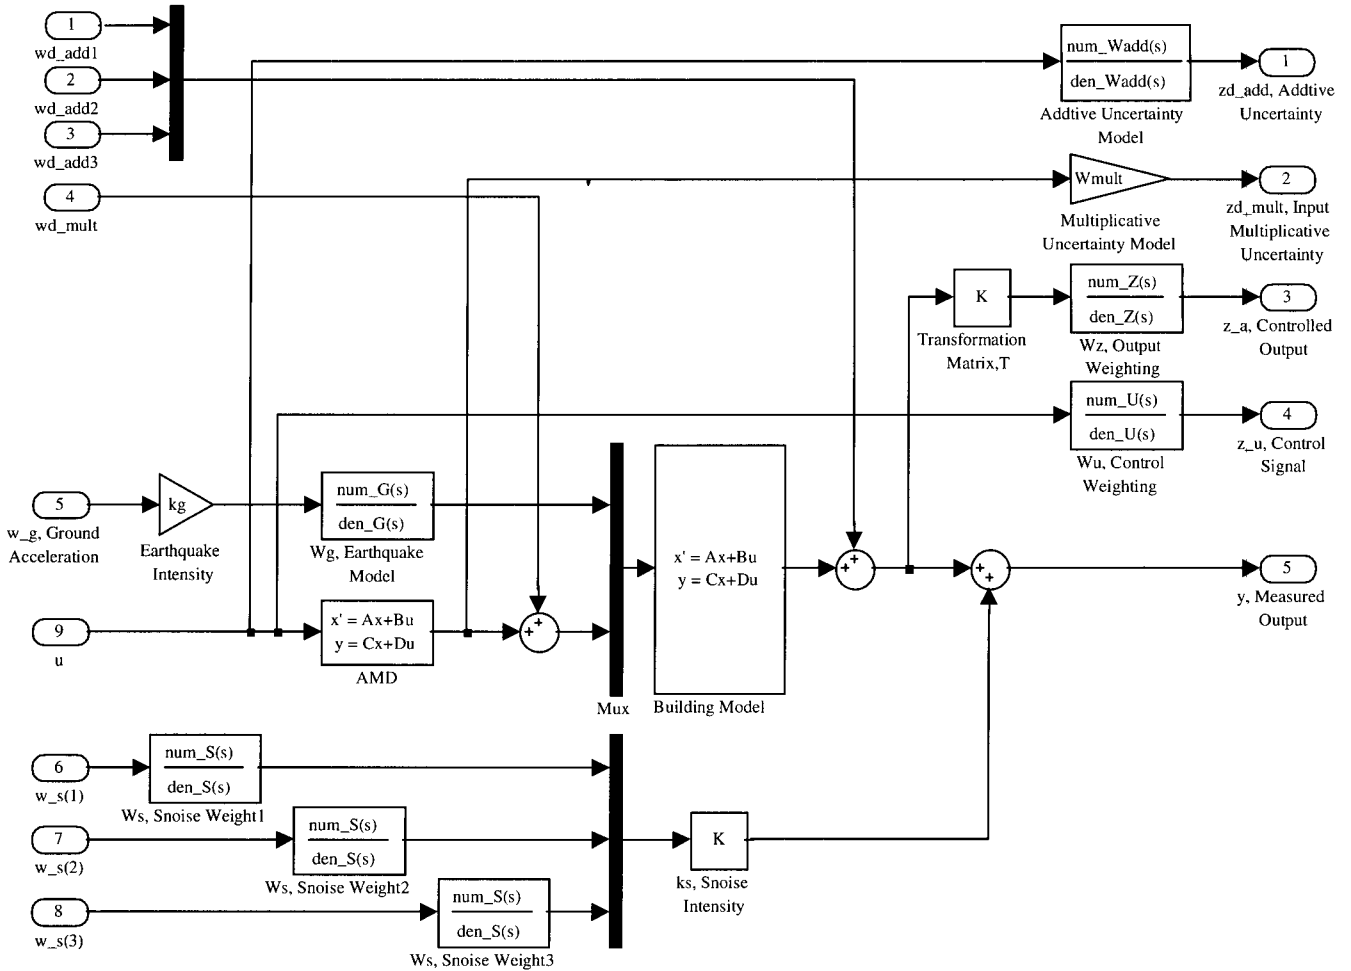 1
wd_add1
2
wd_add2
3
wd_add3
4
wd_mult
num_Wadd(s)
den_Wadd(s)
Addtive Uncertainty
Model
1
zd_add, Addtive
Uncertainty
Wmult
Multiplicative
Uncertainty Model
2
zd_mult, Input
Multiplicative
Uncertainty
K
Transformation
Matrix,T
num_Z(s)
den_Z(s)
Wz, Output
Weighting
3
z_a, Controlled
Output
num_U(s)
den_U(s)
Wu, Control
Weighting
4
z_u, Control
Signal
5
w_g, Ground
Acceleration
kg
Earthquake
Intensity
num_G(s)
den_G(s)
Wg, Earthquake
Model
9
u
x' = Ax+Bu
y = Cx+Du
AMD
+
+
Mux
x' = Ax+Bu
y = Cx+Du
Building Model
+
+
+
+
5
y, Measured
Output
6
w_s(1)
num_S(s)
den_S(s)
Ws, Snoise Weight1
7
w_s(2)
num_S(s)
den_S(s)
Ws, Snoise Weight2
8
w_s(3)
num_S(s)
den_S(s)
Ws, Snoise Weight3
K
ks, Snoise
Intensity